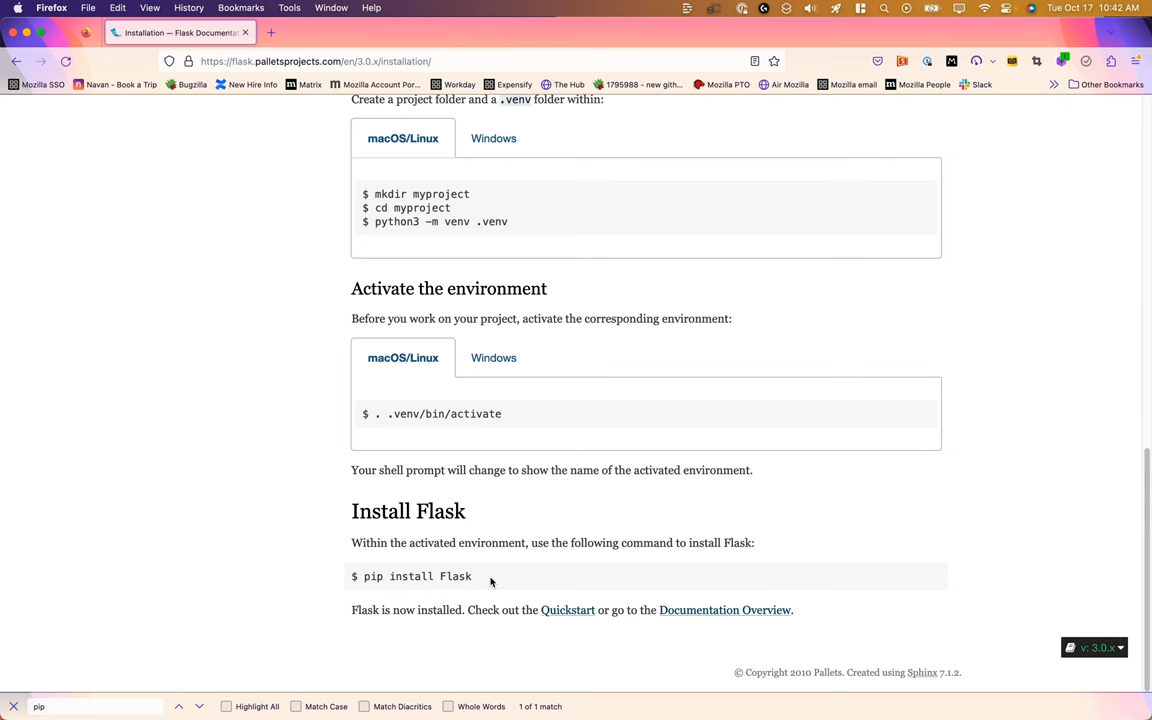 Firefox File Edit View History Bookmarks Tools Window Help Tue Oct 17 10:42 AM
Installation — Flask Documentat
https://flask.palletsprojects.com/en/3.0.x/installation/
Mozilla SSO Navan - Book a Trip Bugzilla New Hire Info Matrix Mozilla Account Por... Workday Expensify The Hub 1795988 - new gith... Mozilla PTO Air Mozilla Mozilla email Mozilla People Slack Other Bookmarks
Create a project folder and a .venv folder within:
macOS/Linux Windows
$ mkdir myproject
$ cd myproject
$ python3 -m venv .venv
Activate the environment
Before you work on your project, activate the corresponding environment:
macOS/Linux Windows
$ . .venv/bin/activate
Your shell prompt will change to show the name of the activated environment.
Install Flask
Within the activated environment, use the following command to install Flask:
$ pip install Flask
Flask is now installed. Check out the Quickstart or go to the Documentation Overview.
v: 3.0.x
© Copyright 2010 Pallets. Created using Sphinx 7.1.2.
pip Highlight All Match Case Match Diacritics Whole Words 1 of 1 match